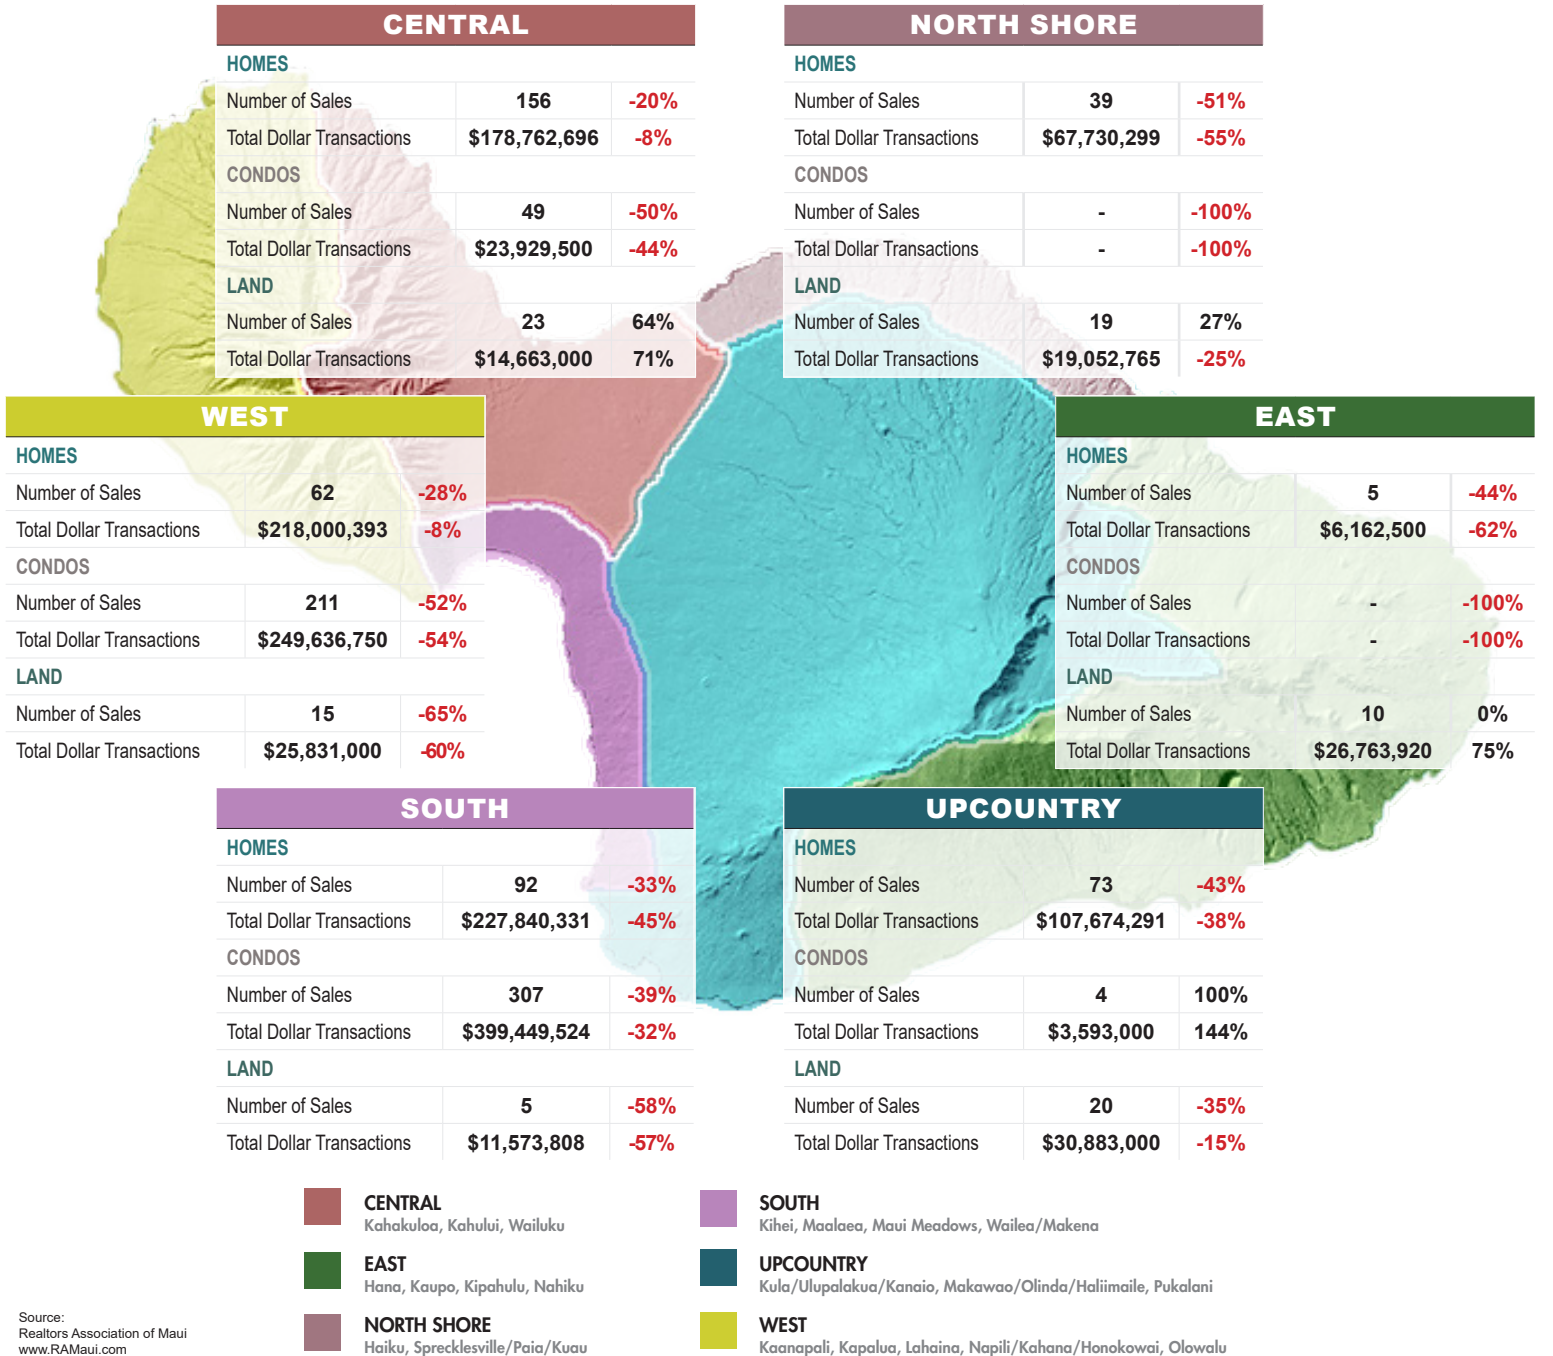 CENTRAL
HOMES
Number of Sales 156 -20%
Total Dollar Transactions $178,762,696 -8%
CONDOS
Number of Sales 49 -50%
Total Dollar Transactions $23,929,500 -44%
LAND
Number of Sales 23 64%
Total Dollar Transactions $14,663,000 71%
NORTH SHORE
HOMES
Number of Sales 39 -51%
Total Dollar Transactions $67,730,299 -55%
CONDOS
Number of Sales - -100%
Total Dollar Transactions - -100%
LAND
Number of Sales 19 27%
Total Dollar Transactions $19,052,765 -25%
WEST
HOMES
Number of Sales 62 -28%
Total Dollar Transactions $218,000,393 -8%
CONDOS
Number of Sales 211 -52%
Total Dollar Transactions $249,636,750 -54%
LAND
Number of Sales 15 -65%
Total Dollar Transactions $25,831,000 -60%
EAST
HOMES
Number of Sales 5 -44%
Total Dollar Transactions $6,162,500 -62%
CONDOS
Number of Sales - -100%
Total Dollar Transactions - -100%
LAND
Number of Sales 10 0%
Total Dollar Transactions $26,763,920 75%
SOUTH
HOMES
Number of Sales 92 -33%
Total Dollar Transactions $227,840,331 -45%
CONDOS
Number of Sales 307 -39%
Total Dollar Transactions $399,449,524 -32%
LAND
Number of Sales 5 -58%
Total Dollar Transactions $11,573,808 -57%
UPCOUNTRY
HOMES
Number of Sales 73 -43%
Total Dollar Transactions $107,674,291 -38%
CONDOS
Number of Sales 4 100%
Total Dollar Transactions $3,593,000 144%
LAND
Number of Sales 20 -35%
Total Dollar Transactions $30,883,000 -15%
CENTRAL
Kahakuloa, Kahului, Wailuku
EAST
Hana, Kaupo, Kipahulu, Nahiku
NORTH SHORE
Haiku, Sprecklesville/Paia/Kuau
SOUTH
Kihei, Maalaea, Maui Meadows, Wailea/Makena
UPCOUNTRY
Kula/Ulupalakua/Kanaio, Makawao/Olinda/Haliimaile, Pukalani
WEST
Kaanapali, Kapalua, Lahaina, Napili/Kahana/Honokowai, Olowalu
Source:
Realtors Association of Maui
www.RAMaui.com